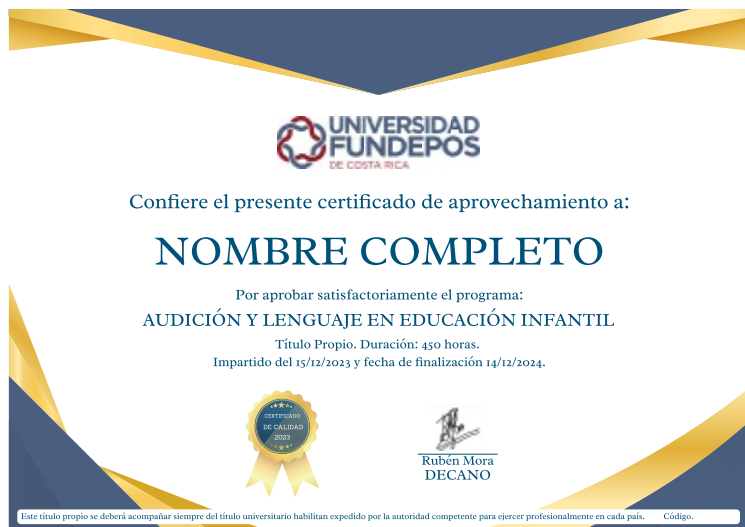 UNIVERSIDAD
FUNDEPOS
DE COSTA RICA
Confiere el presente certificado de aprovechamiento a:
NOMBRE COMPLETO
Por aprobar satisfactoriamente el programa:
AUDICIÓN Y LENGUAJE EN EDUCACIÓN INFANTIL
Título Propio. Duración: 450 horas.
Impartido del 15/12/2023 y fecha de finalización 14/12/2024.
CERTIFICADO
DE CALIDAD
2023
Rubén Mora
DECANO
Este título propio se deberá acompañar siempre del título universitario habilitan expedido por la autoridad competente para ejercer profesionalmente en cada país. Código.